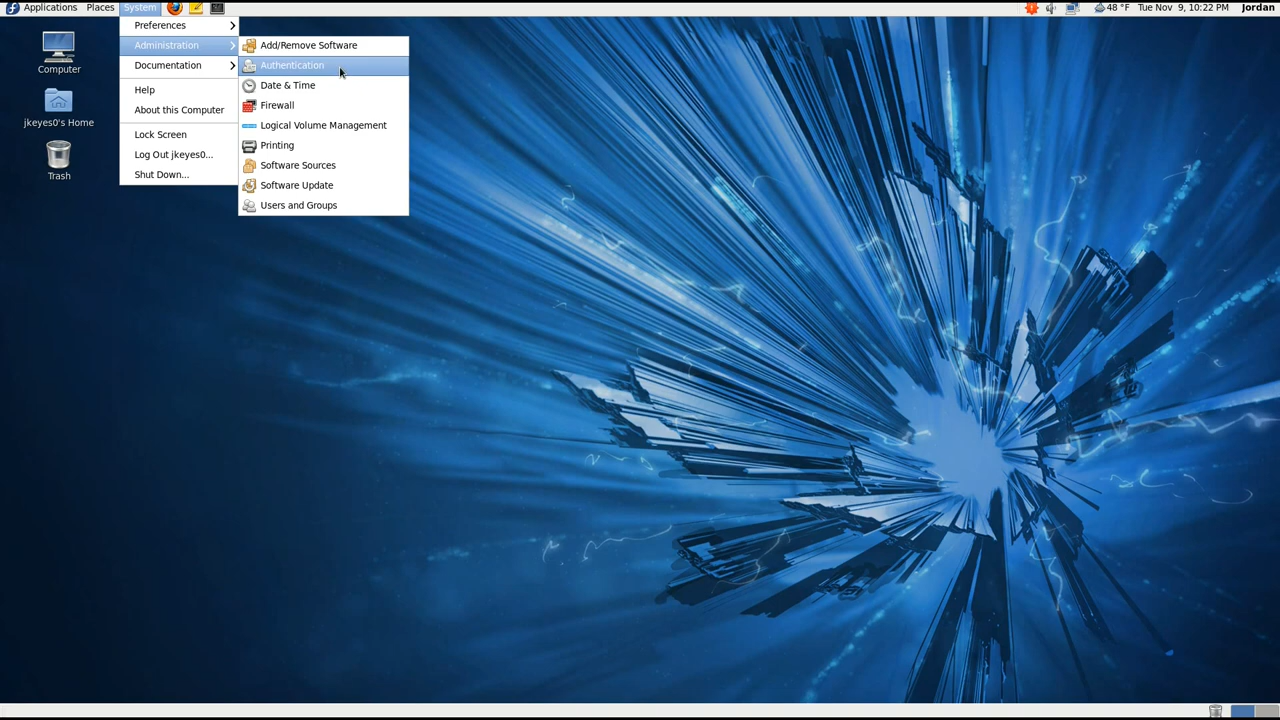 Applications Places System 48 °F Tue Nov 9, 10:22 PM Jordan
Preferences
Administration
Documentation
Help
About this Computer
Lock Screen
Log Out jkeyes0...
Shut Down...
Add/Remove Software
Authentication
Date & Time
Firewall
Logical Volume Management
Printing
Software Sources
Software Update
Users and Groups
Computer
jkeyes0's Home
Trash